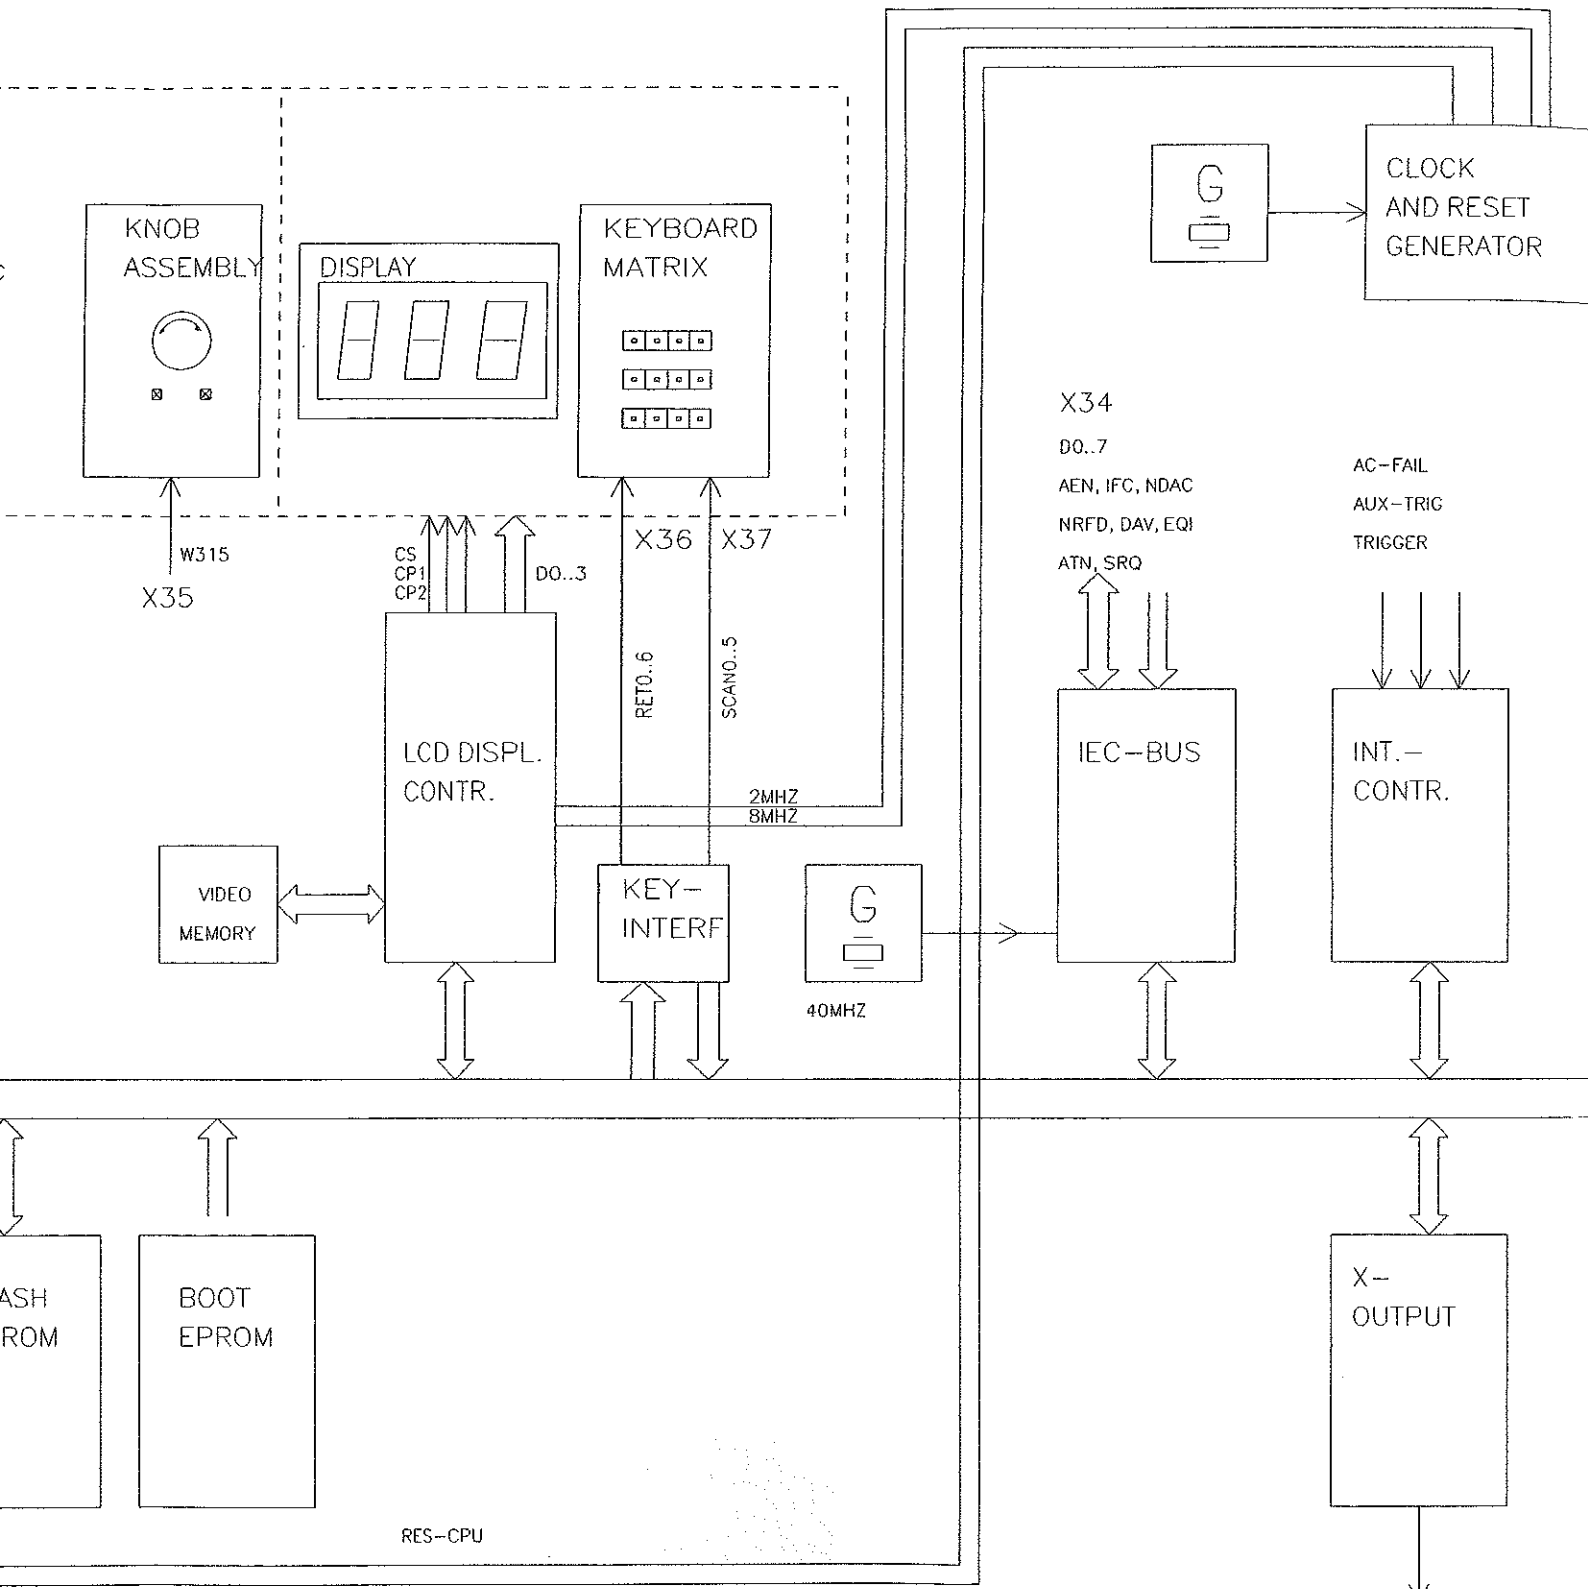 CLOCK
AND RESET
GENERATOR
G
KNOB
ASSEMBLY
DISPLAY
KEYBOARD
MATRIX
C
X34
D0..7
AEN, IFC, NDAC
NRFD, DAV, EQI
ATN, SRQ
AC-FAIL
AUX-TRIG
TRIGGER
W315
X35
CS
CP1
CP2
D0..3
X36
X37
RET0..6
SCAN0..5
LCD DISPL.
CONTR.
2MHZ
8MHZ
IEC-BUS
INT.-
CONTR.
VIDEO
MEMORY
KEY-
INTERF
G
40MHZ
ASH
ROM
BOOT
EPROM
X-
OUTPUT
RES-CPU